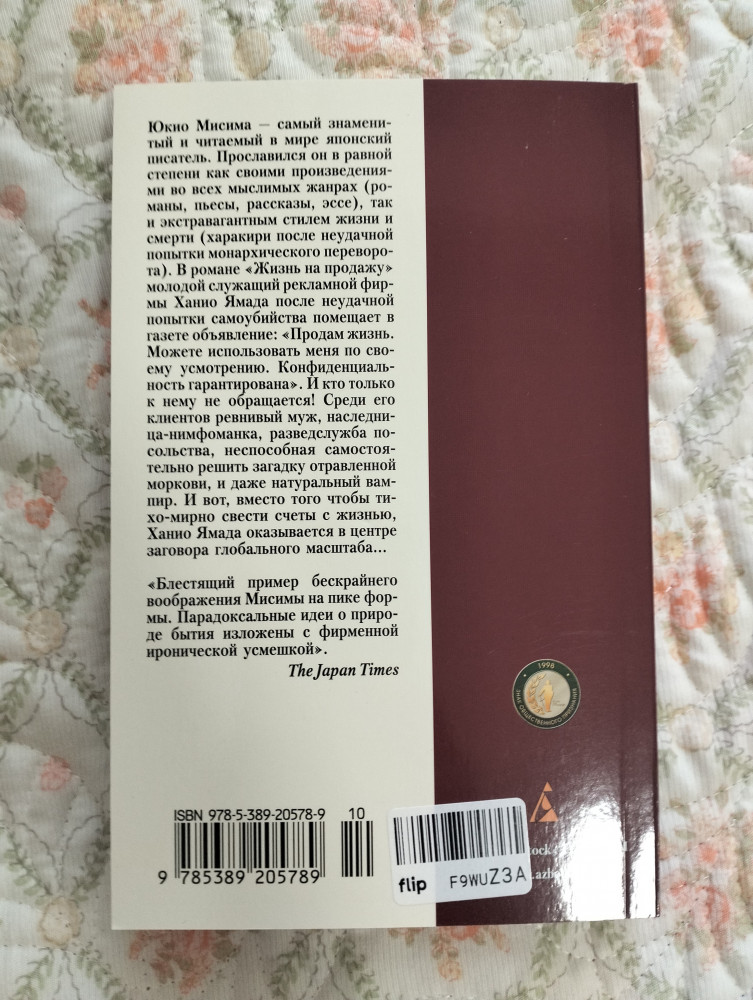 Юкио Мисима — самый знамени-
тый и читаемый в мире японский
писатель. Прославился он в равной
степени как своими произведения-
ми во всех мыслимых жанрах (ро-
маны, пьесы, рассказы, эссе), так
и экстравагантным стилем жизни и
смерти (харакири после неудачной
попытки монархического переворо-
та). В романе «Жизнь на продажу»
молодой служащий рекламной фир-
мы Ханио Ямада после неудачной
попытки самоубийства помещает в
газете объявление: «Продам жизнь.
Можете использовать меня по сво-
ему усмотрению. Конфиденциаль-
ность гарантирована». И кто только
к нему не обращается! Среди его
клиентов ревнивый муж, наследни-
ца-нимфоманка, разведслужба по-
сольства, неспособная самостоя-
тельно решить загадку отравленной
моркови, и даже натуральный вам-
пир. И вот, вместо того чтобы ти-
хо-мирно свести счеты с жизнью,
Ханио Ямада оказывается в центре
заговора глобального масштаба...
«Блестящий пример бескрайнего
воображения Мисимы на пике фор-
мы. Парадоксальные идеи о приро-
де бытия изложены с фирменной
иронической усмешкой».
The Japan Times
1998
ЗНАК ОБЩЕСТВЕННОГО ПРИЗНАНИЯ
ISBN 978-5-389-20578-9 10
9 785389 205789
flip F9WUZ3A